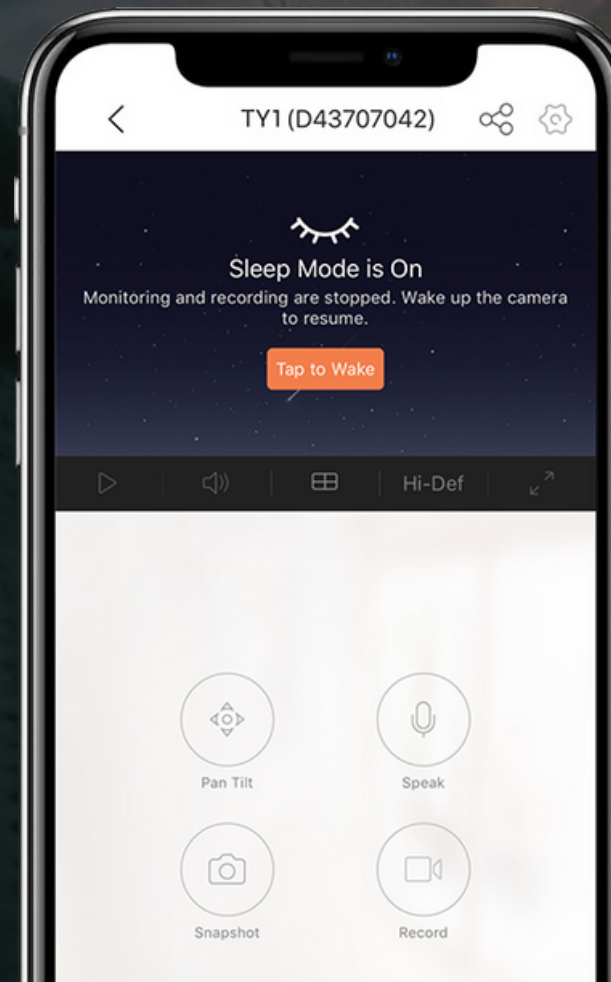 TY1 (D43707042)
Sleep Mode is On
Monitoring and recording are stopped. Wake up the camera
to resume.
Tap to Wake
Hi-Def
Pan Tilt
Speak
Snapshot
Record